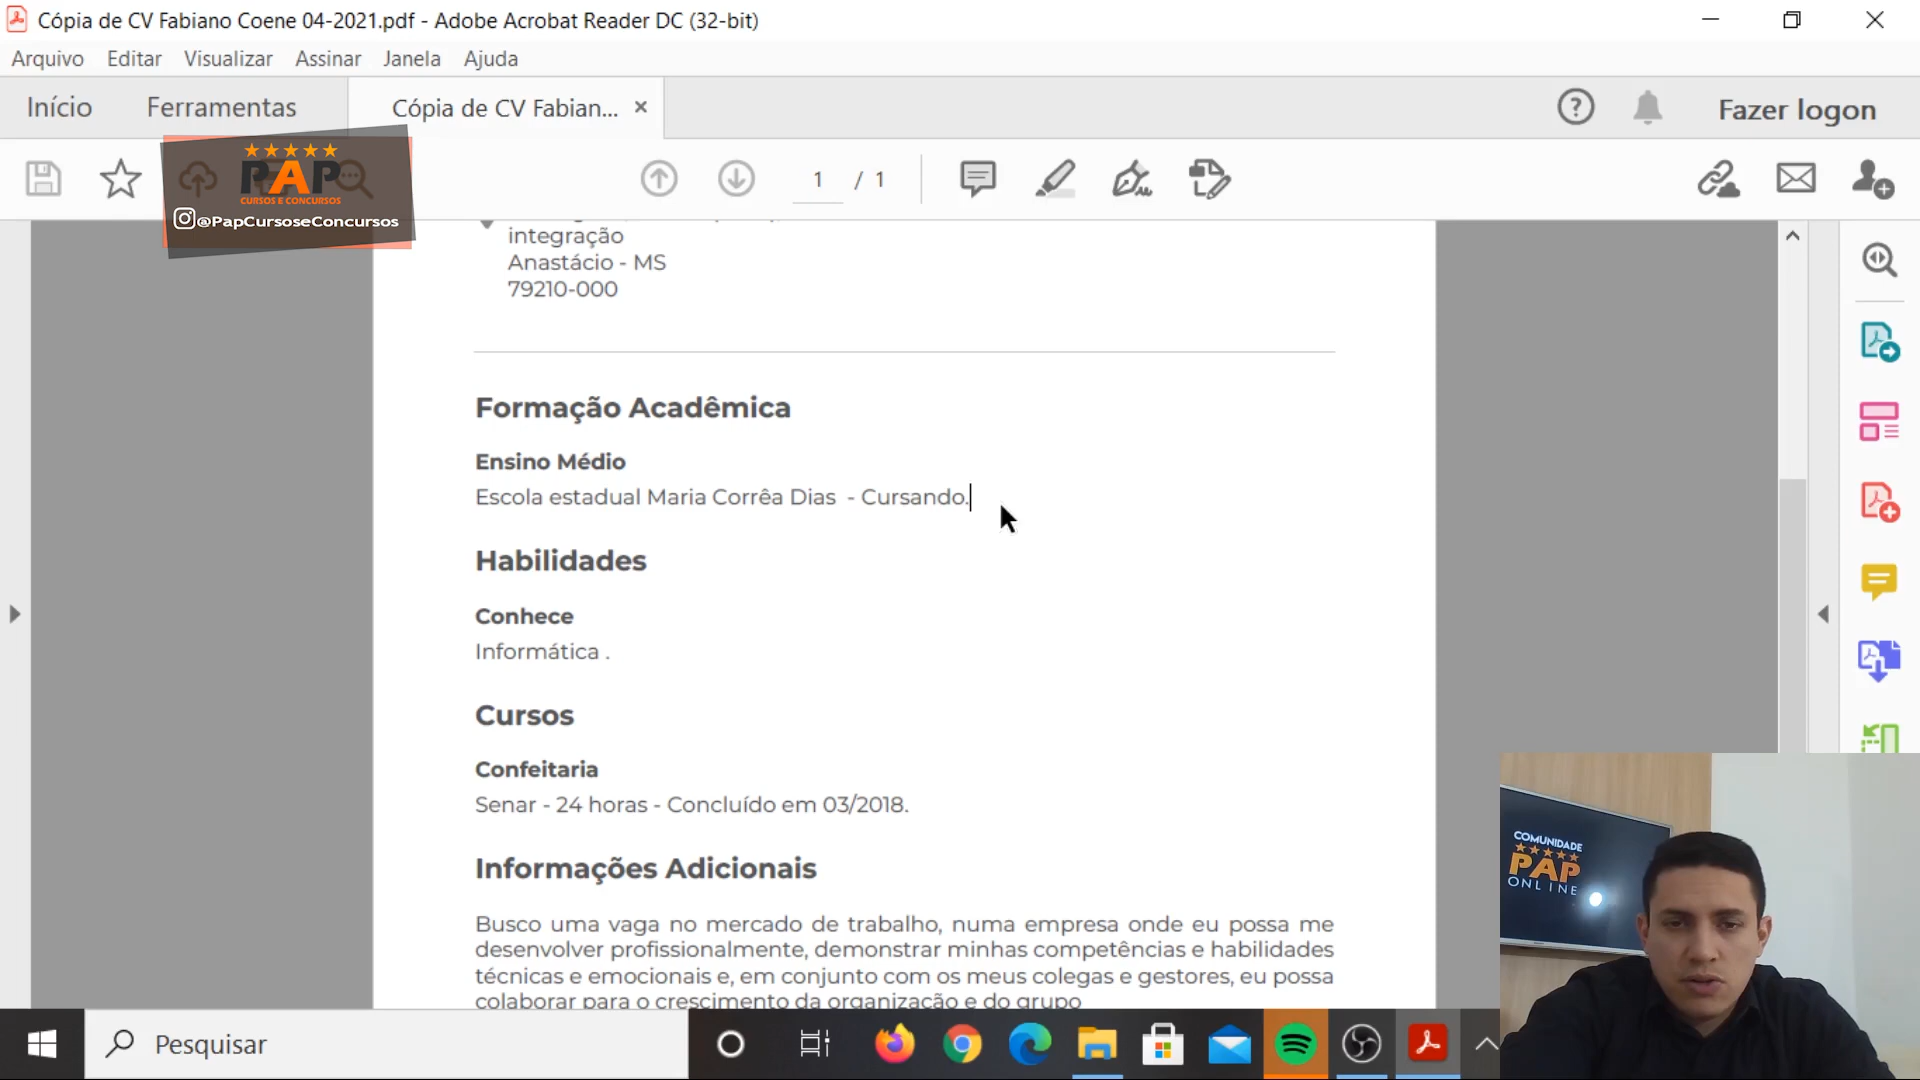 Cópia de CV Fabiano Coene 04-2021.pdf - Adobe Acrobat Reader DC (32-bit)
Arquivo Editar Visualizar Assinar Janela Ajuda
Início Ferramentas Cópia de CV Fabian... Fazer logon
PAP
CURSOS E CONCURSOS
@PapCursoseConcursos
1 / 1
integração
Anastácio - MS
79210-000
Formação Acadêmica
Ensino Médio
Escola estadual Maria Corrêa Dias - Cursando.
Habilidades
Conhece
Informática .
Cursos
Confeitaria
Senar - 24 horas - Concluído em 03/2018.
Informações Adicionais
Busco uma vaga no mercado de trabalho, numa empresa onde eu possa me
desenvolver profissionalmente, demonstrar minhas competências e habilidades
técnicas e emocionais e, em conjunto com os meus colegas e gestores, eu possa
colaborar para o crescimento da organização e do grupo
COMUNIDADE
PAP
ONLINE
Pesquisar